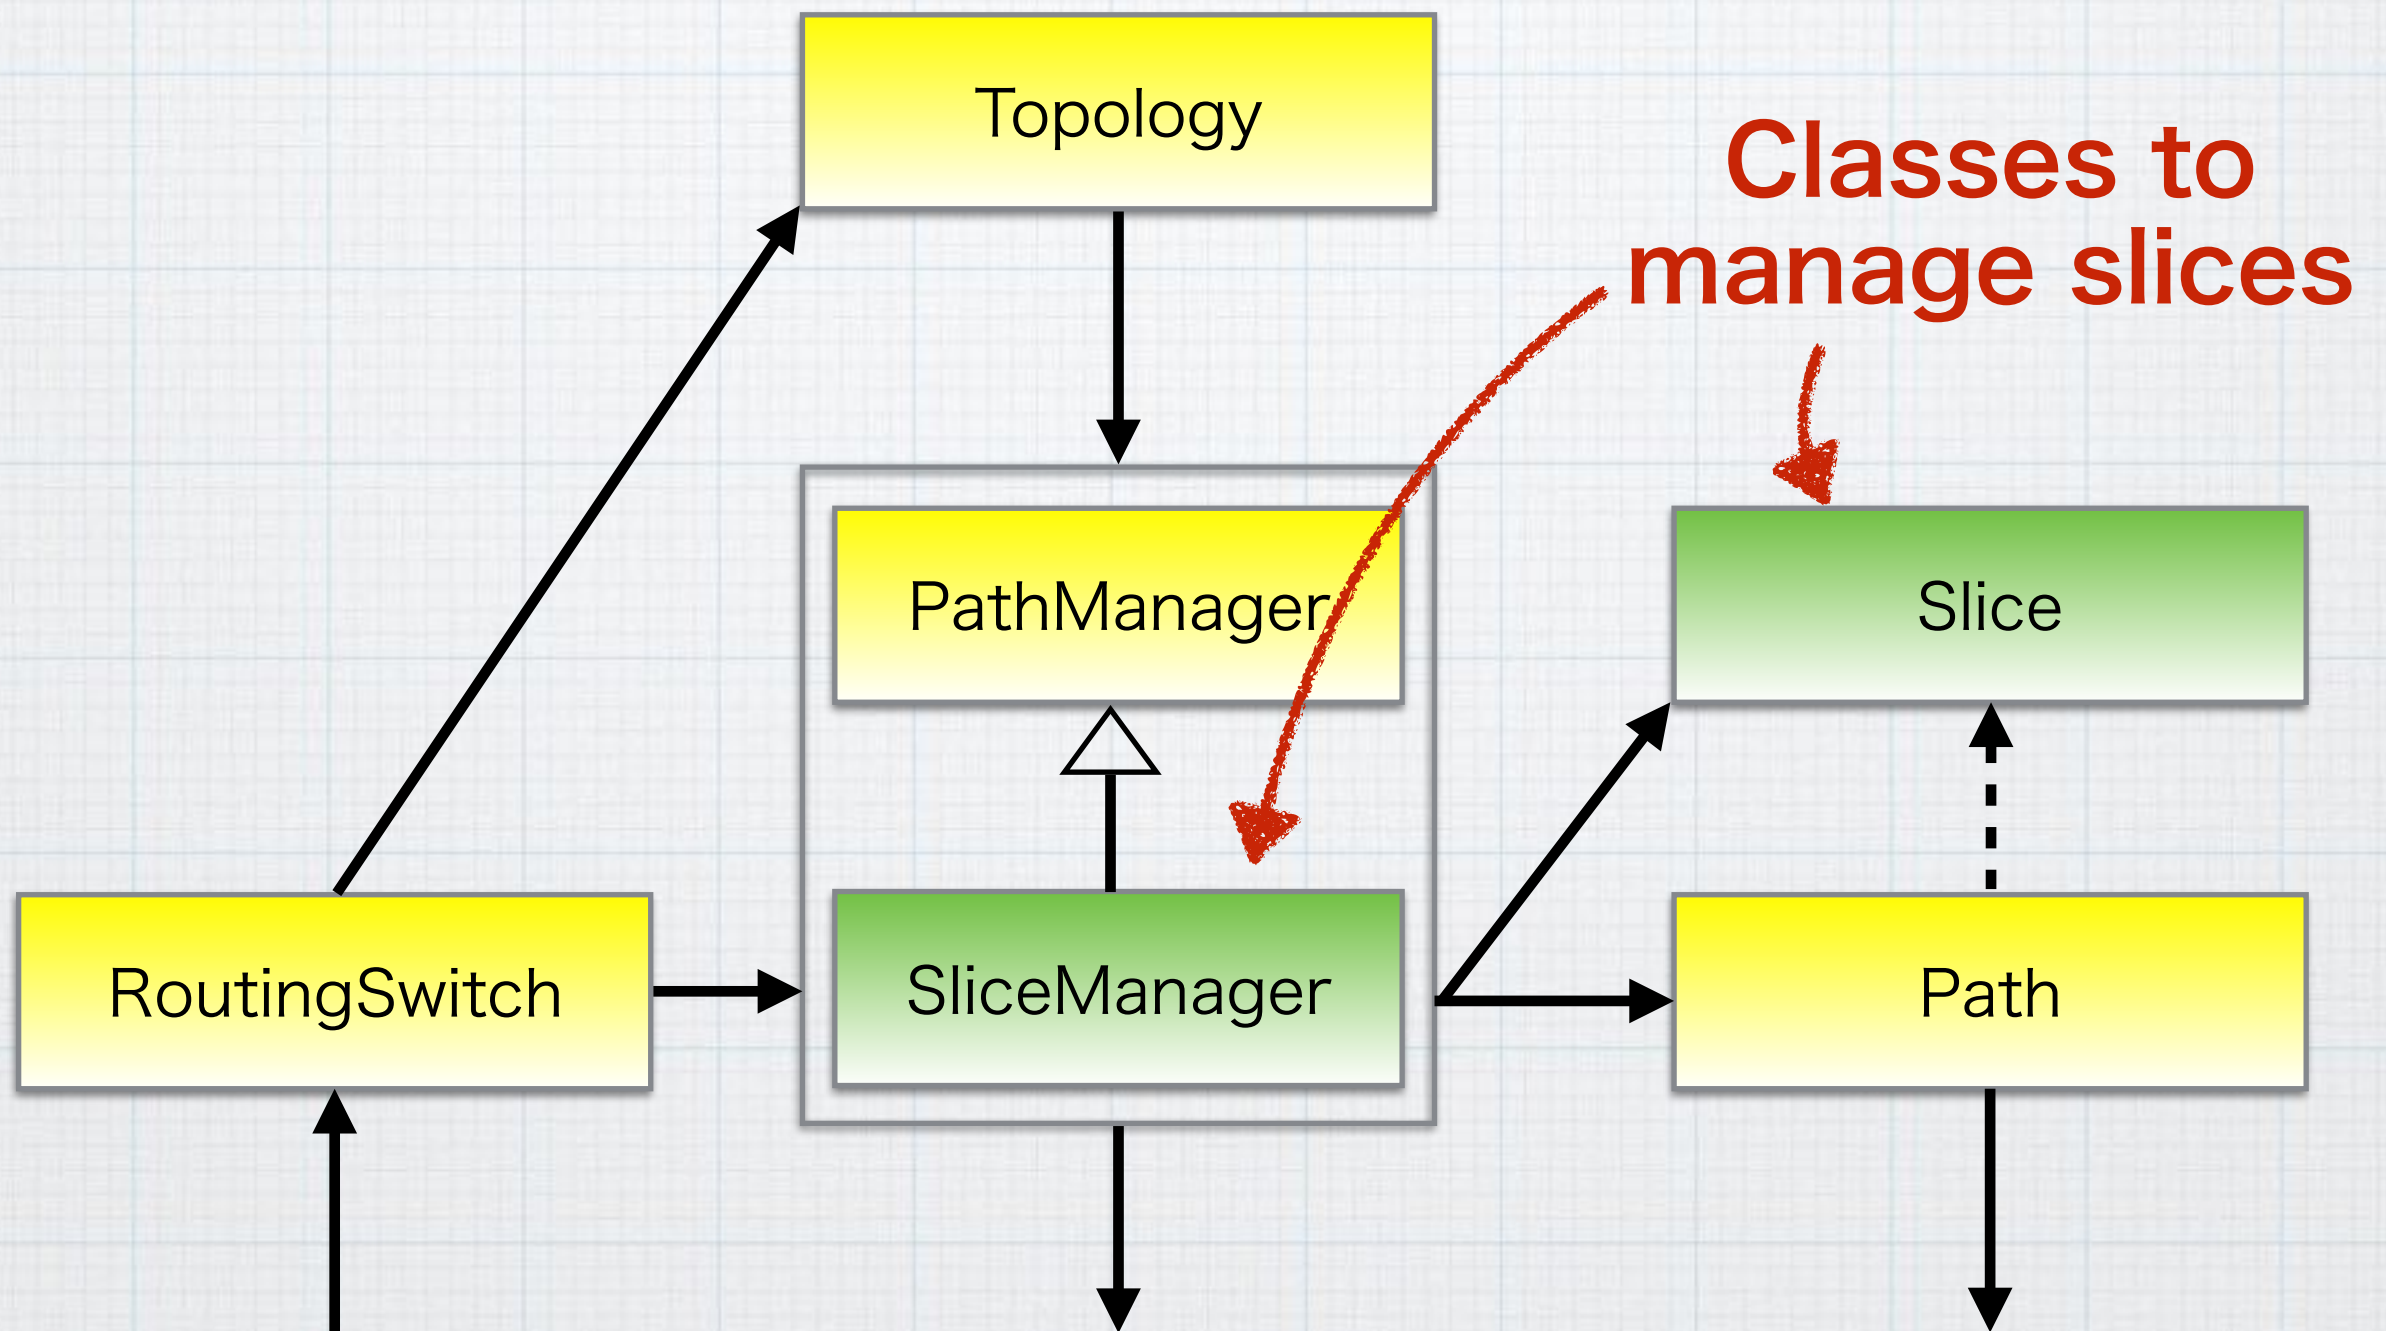 Topology
Classes to
manage slices
PathManager
Slice
RoutingSwitch
SliceManager
Path